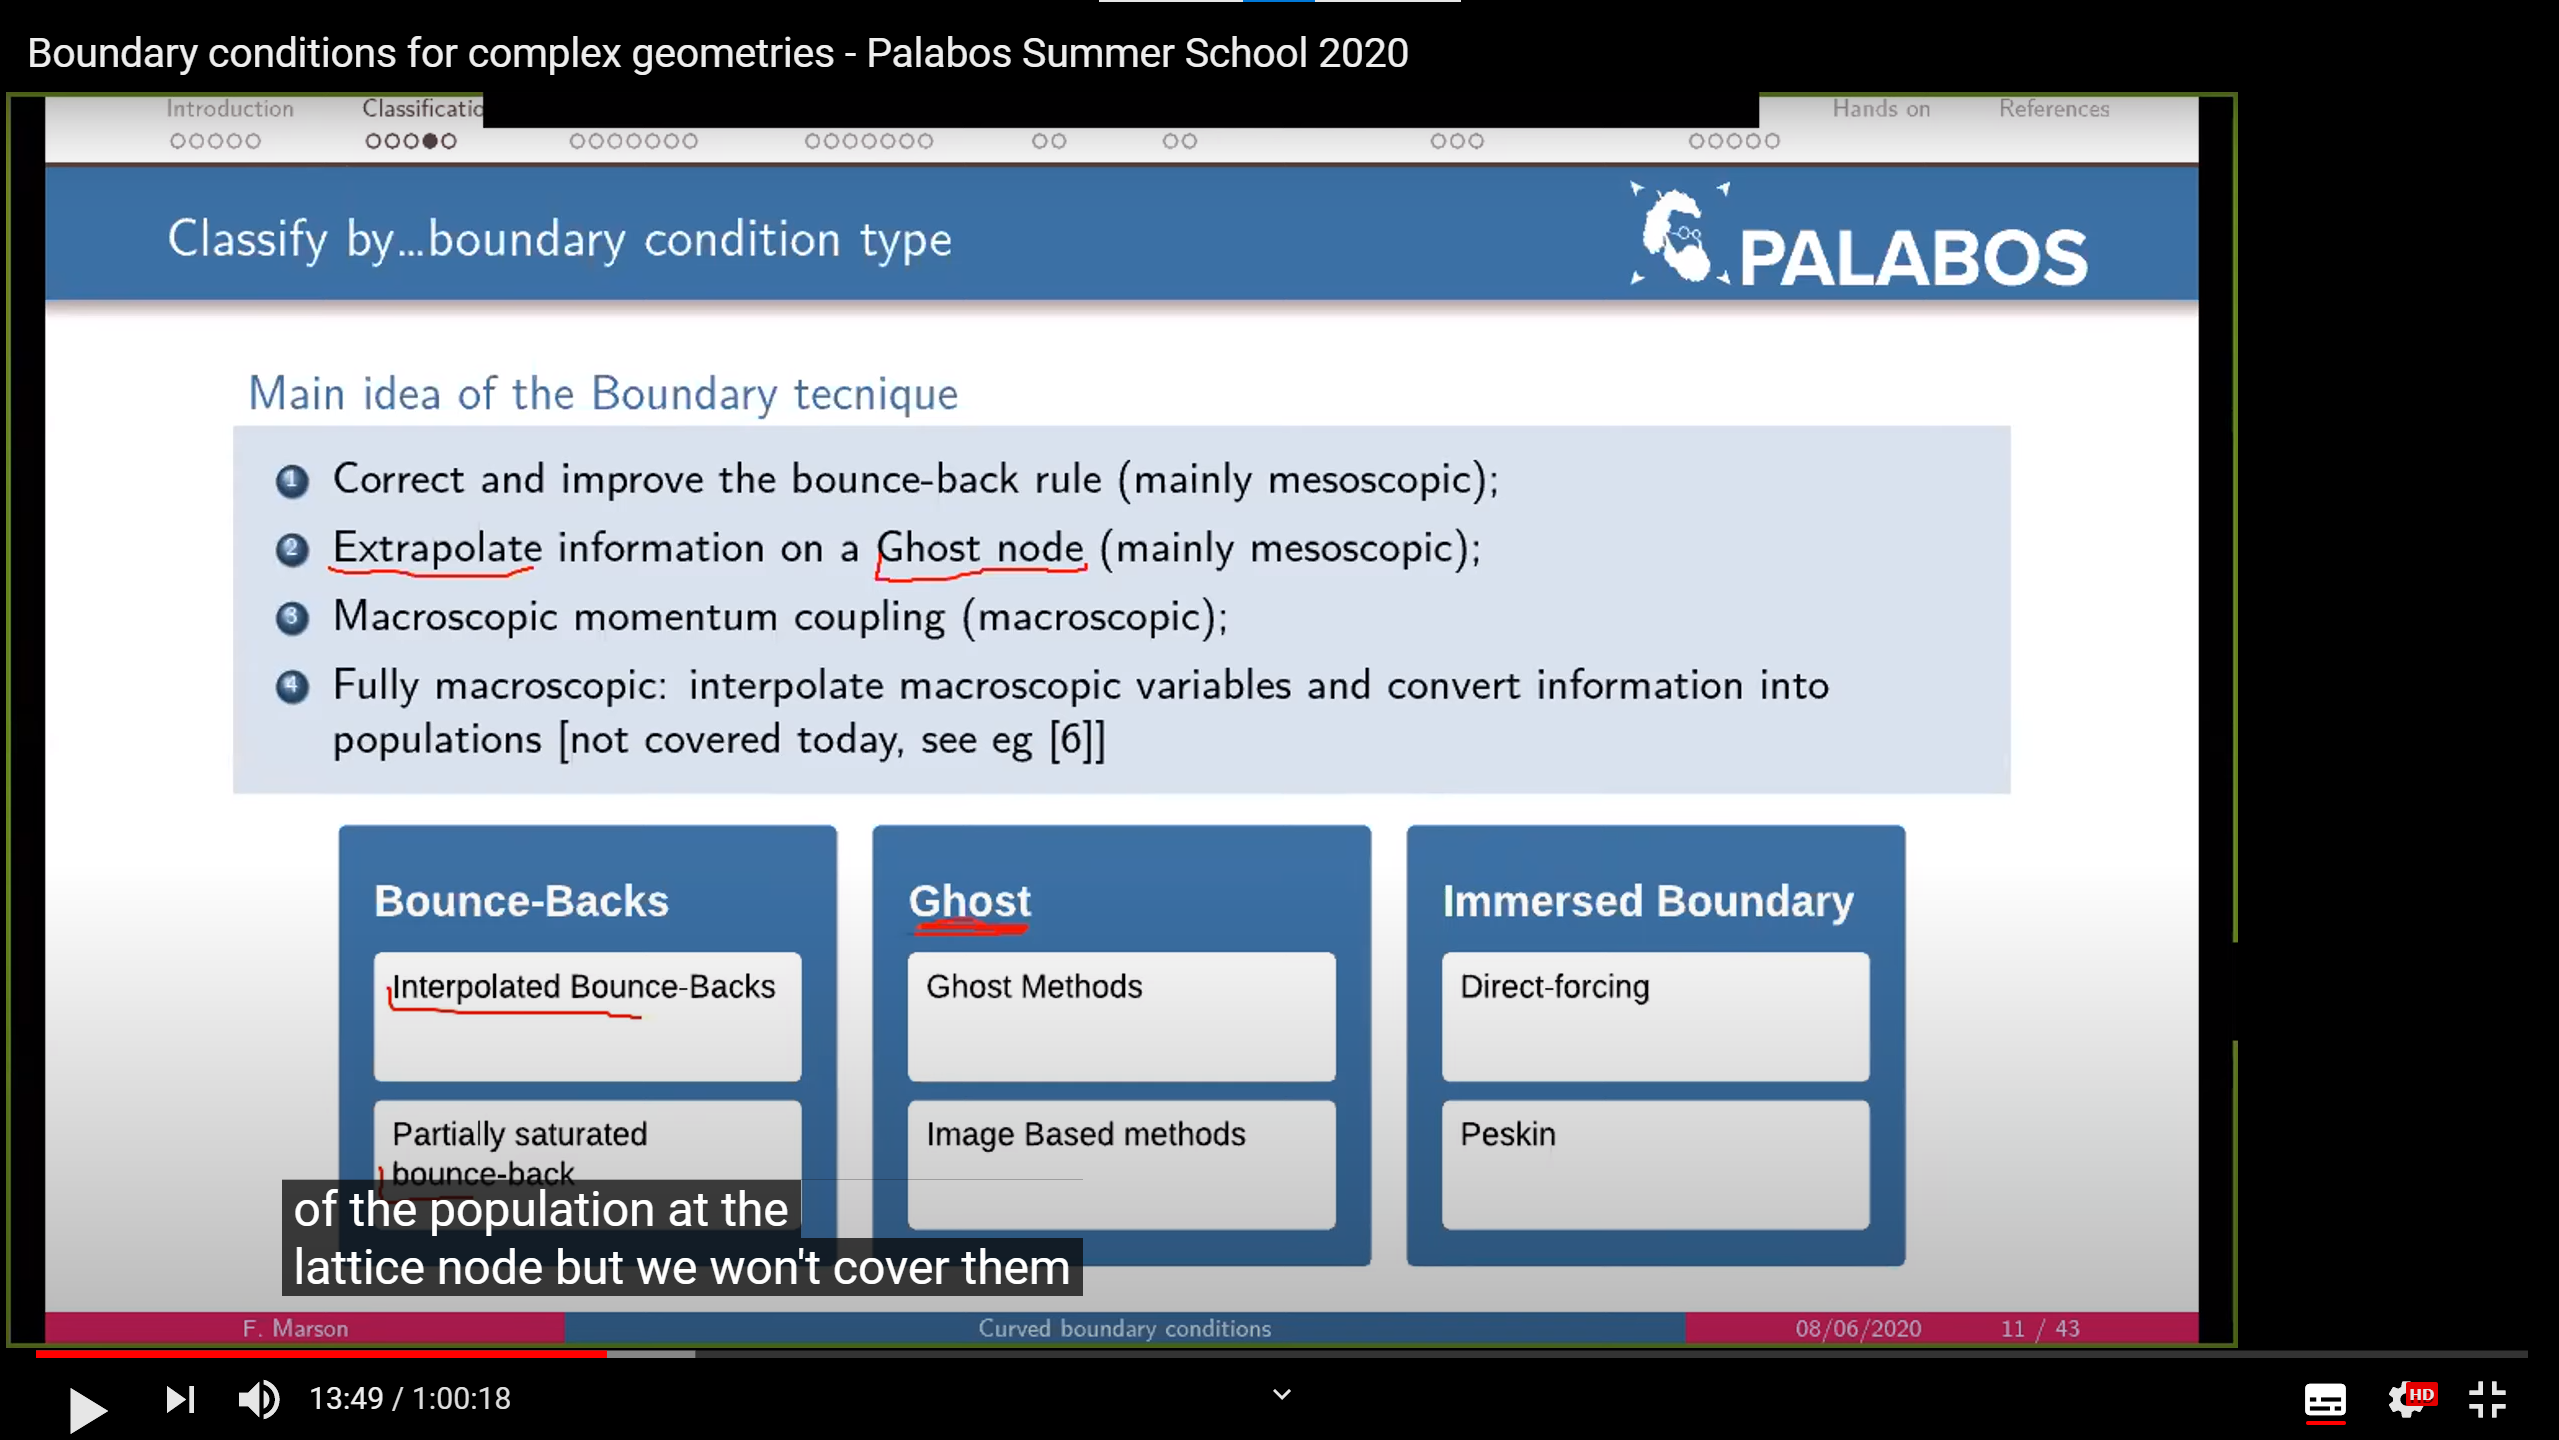 Boundary conditions for complex geometries - Palabos Summer School 2020
Introduction Hands on References
Classify by...boundary condition type
PALABOS
Main idea of the Boundary tecnique
1 Correct and improve the bounce-back rule (mainly mesoscopic);
2 Extrapolate information on a Ghost node (mainly mesoscopic);
3 Macroscopic momentum coupling (macroscopic);
4 Fully macroscopic: interpolate macroscopic variables and convert information into
populations [not covered today, see eg [6]]
Bounce-Backs
Interpolated Bounce-Backs
Partially saturated
bounce-back
Ghost
Ghost Methods
Image Based methods
Immersed Boundary
Direct-forcing
Peskin
of the population at the
lattice node but we won't cover them
F. Marson Curved boundary conditions 08/06/2020 11 / 43
13:49 / 1:00:18 HD